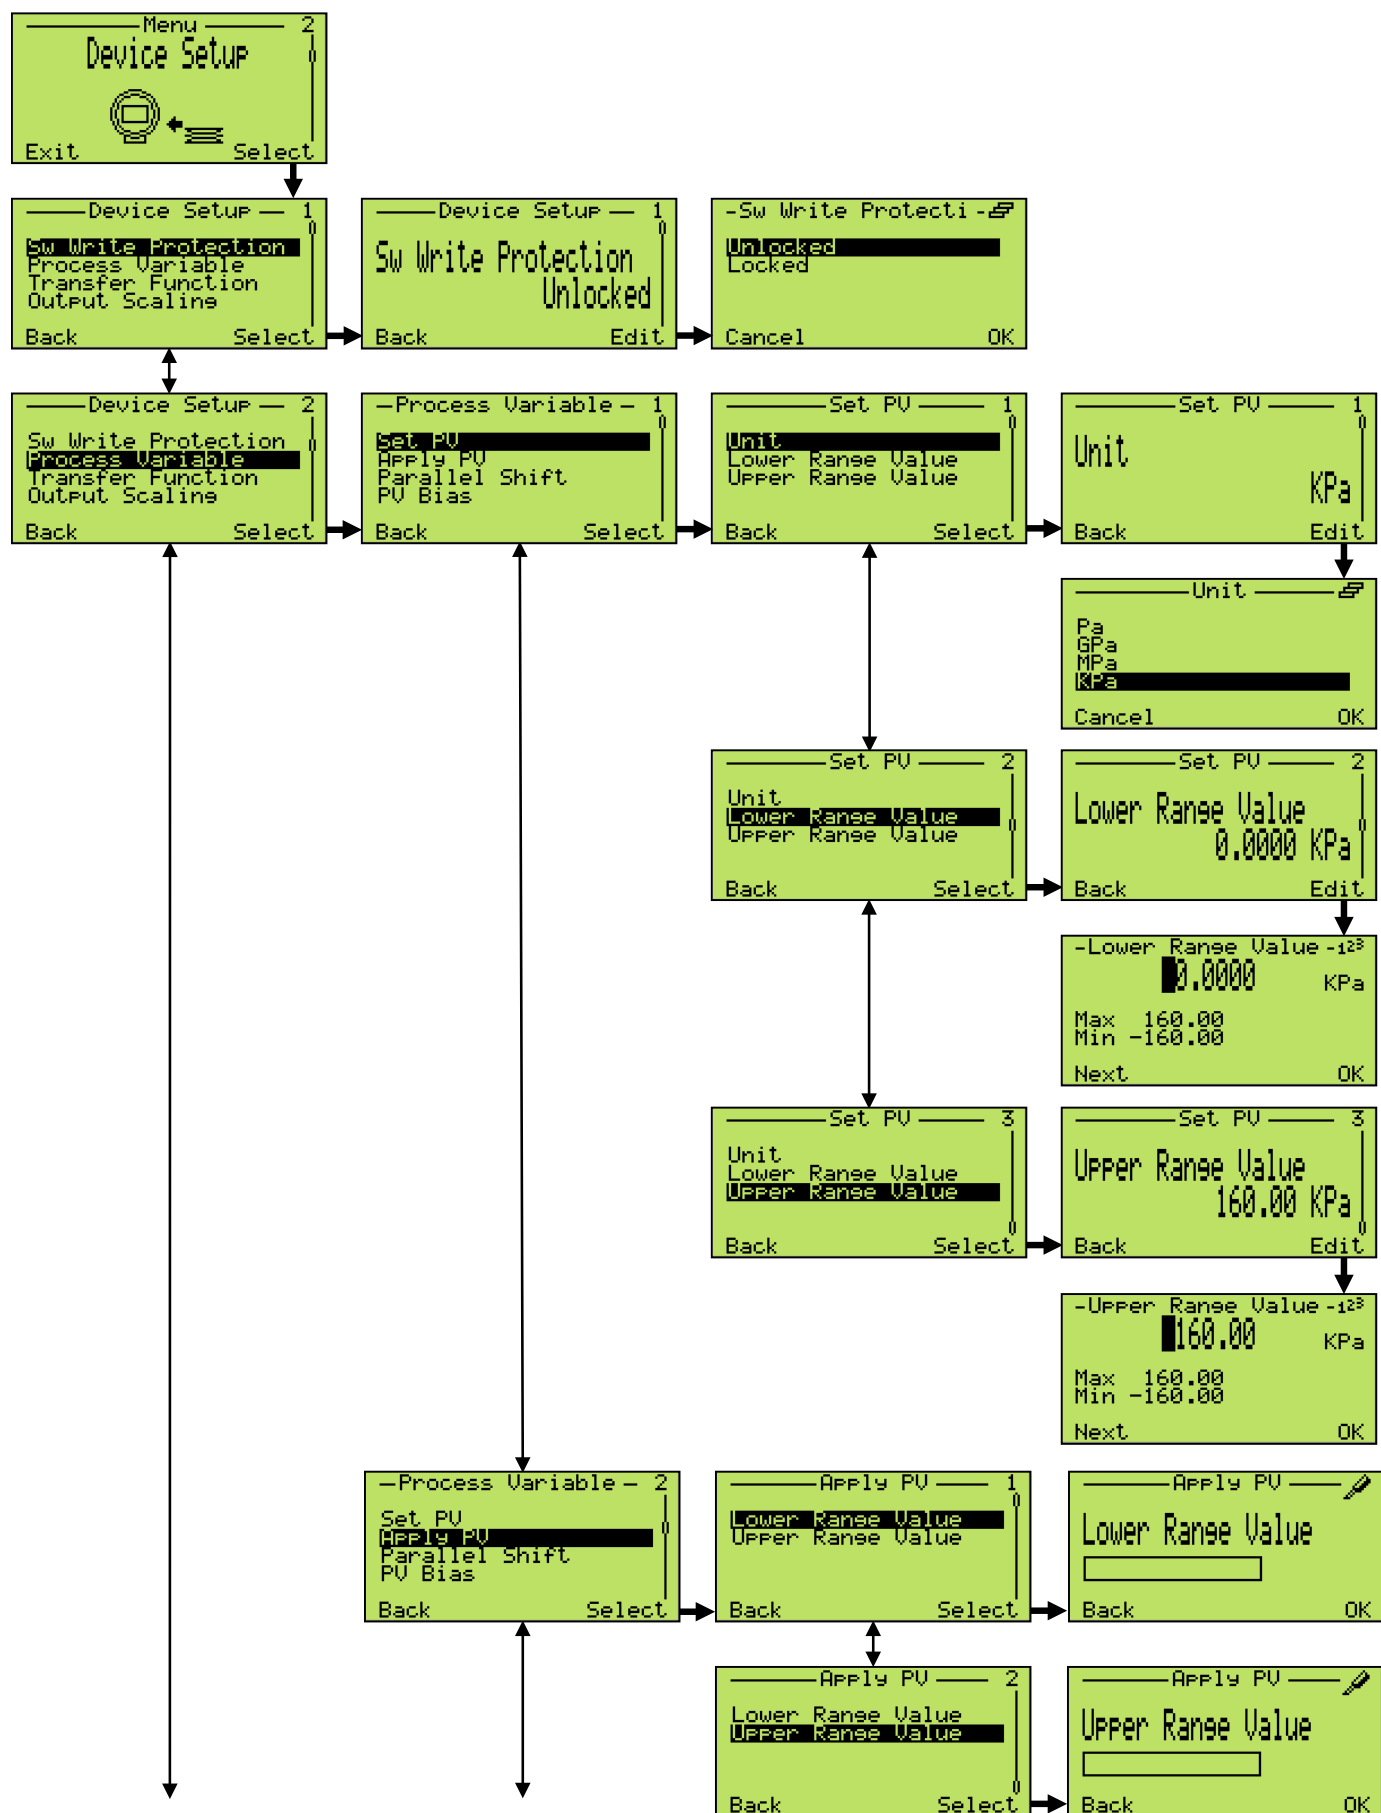 Menu 2
Device Setup
Exit Select
Device Setup 1
Sw Write Protection
Process Variable
Transfer Function
Output Scaling
Back Select
Device Setup 1
Sw Write Protection
Unlocked
Back Edit
-Sw Write Protecti-
Unlocked
Locked
Cancel OK
Device Setup 2
Sw Write Protection
Process Variable
Transfer Function
Output Scaling
Back Select
Process Variable 1
Set PV
Apply PV
Parallel Shift
PV Bias
Back Select
Set PV 1
Unit
Lower Range Value
Upper Range Value
Back Select
Set PV 1
Unit
KPa
Back Edit
Unit
Pa
GPa
MPa
KPa
Cancel OK
Set PV 2
Unit
Lower Range Value
Upper Range Value
Back Select
Set PV 2
Lower Range Value
0.0000 KPa
Back Edit
-Lower Range Value-123
0.0000 KPa
Max 160.00
Min -160.00
Next OK
Set PV 3
Unit
Lower Range Value
Upper Range Value
Back Select
Set PV 3
Upper Range Value
160.00 KPa
Back Edit
-Upper Range Value-123
160.00 KPa
Max 160.00
Min -160.00
Next OK
Process Variable 2
Set PV
Apply PV
Parallel Shift
PV Bias
Back Select
Apply PV 1
Lower Range Value
Upper Range Value
Back Select
Apply PV
Lower Range Value
Back OK
Apply PV 2
Lower Range Value
Upper Range Value
Back Select
Apply PV
Upper Range Value
Back OK